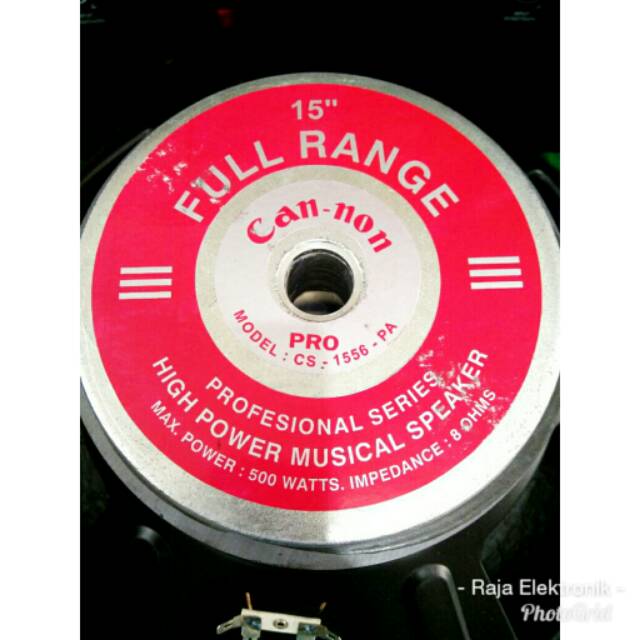 15"
FULL RANGE
Can-non
PRO
MODEL : CS - 1556 - PA
PROFESIONAL SERIES
HIGH POWER MUSICAL SPEAKER
MAX. POWER : 500 WATTS. IMPEDANCE : 8 OHMS
- Raja Elektronik -
PhotoGrid